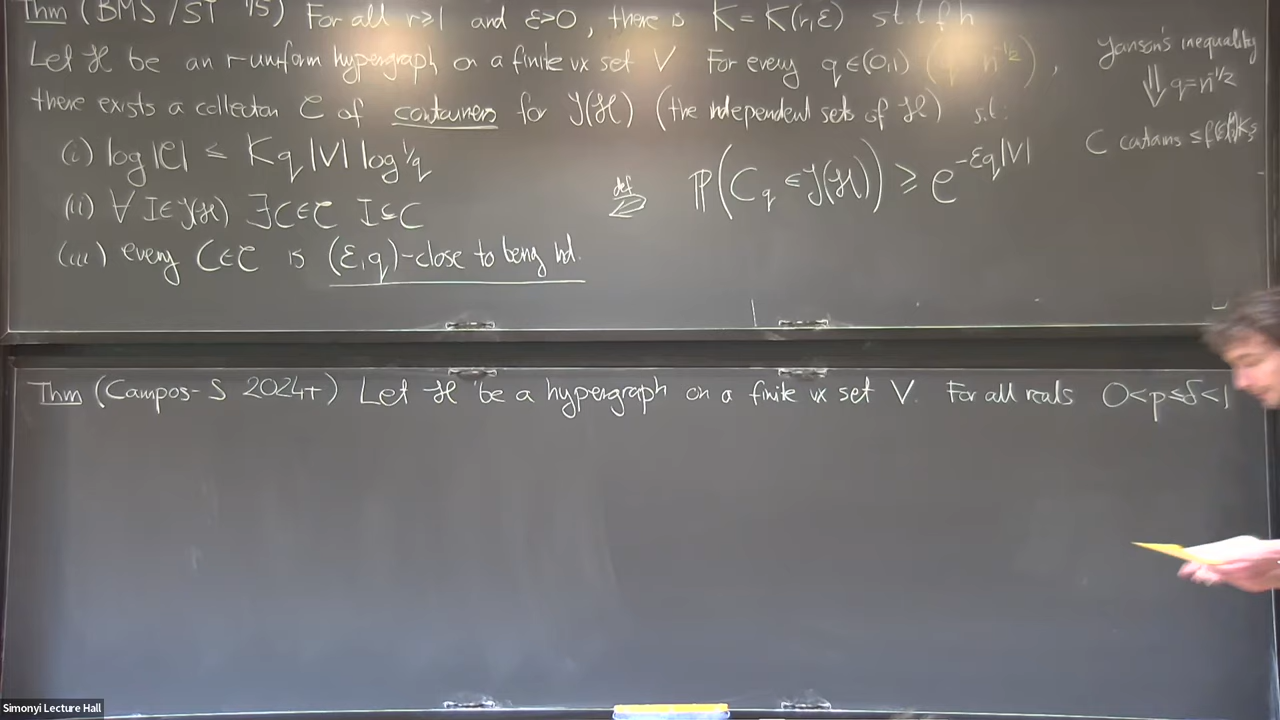 Thm (BMS/ST '15) For all r≥1 and ε>0, there is K = K(r,ε) s.t.
Let ℋ be an r-uniform hypergraph on a finite vx set V For every q∈(0,1) (q n^{-1/2}),
there exists a collection 𝒞 of containers for ℐ(ℋ) (the independent sets of ℋ) s.t.
(i) log|𝒞| ≤ Kq|V| log 1/q
(ii) ∀ I∈ℐ(ℋ) ∃C∈𝒞 I⊆C
(iii) every C∈𝒞 is (ε,q)-close to being ind.
def
ℙ(C_q ∈ ℐ(ℋ)) ≥ e^{-εq|V|}
Janson's inequality
⇓ q=n^{-1/2}
C contains ≤
Thm (Campos-S 2024+) Let ℋ be a hypergraph on a finite vx set V. For all reals 0<p≤δ<1
Simonyi Lecture Hall